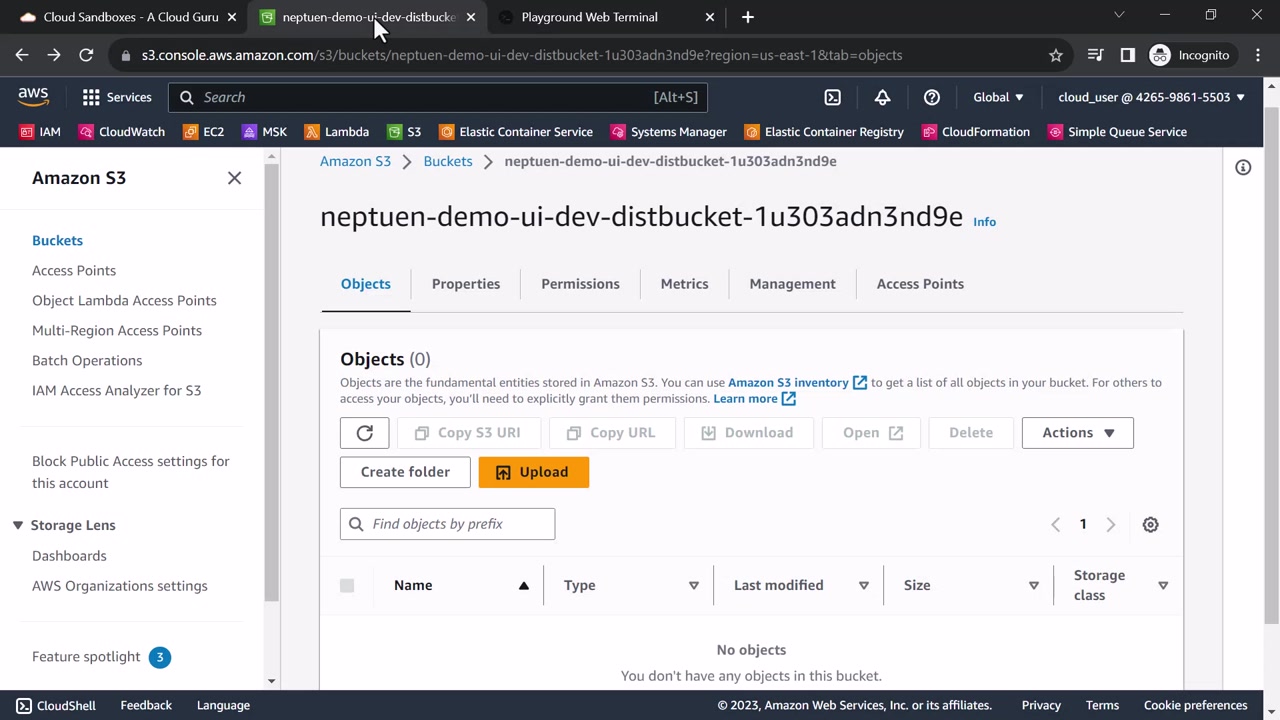 Cloud Sandboxes - A Cloud Guru
neptuen-demo-ui-dev-distbucket
Playground Web Terminal
s3.console.aws.amazon.com/s3/buckets/neptuen-demo-ui-dev-distbucket-1u303adn3nd9e?region=us-east-1&tab=objects
Incognito
aws
Services
Search
[Alt+S]
Global
cloud_user @ 4265-9861-5503
IAM
CloudWatch
EC2
MSK
Lambda
S3
Elastic Container Service
Systems Manager
Elastic Container Registry
CloudFormation
Simple Queue Service
Amazon S3
Buckets
Access Points
Object Lambda Access Points
Multi-Region Access Points
Batch Operations
IAM Access Analyzer for S3
Block Public Access settings for
this account
Storage Lens
Dashboards
AWS Organizations settings
Feature spotlight 3
Amazon S3 > Buckets > neptuen-demo-ui-dev-distbucket-1u303adn3nd9e
neptuen-demo-ui-dev-distbucket-1u303adn3nd9e Info
Objects
Properties
Permissions
Metrics
Management
Access Points
Objects (0)
Objects are the fundamental entities stored in Amazon S3. You can use Amazon S3 inventory to get a list of all objects in your bucket. For others to
access your objects, you'll need to explicitly grant them permissions. Learn more
Copy S3 URI
Copy URL
Download
Open
Delete
Actions
Create folder
Upload
Find objects by prefix
1
Name
Type
Last modified
Size
Storage
class
No objects
You don't have any objects in this bucket.
CloudShell
Feedback
Language
© 2023, Amazon Web Services, Inc. or its affiliates.
Privacy
Terms
Cookie preferences